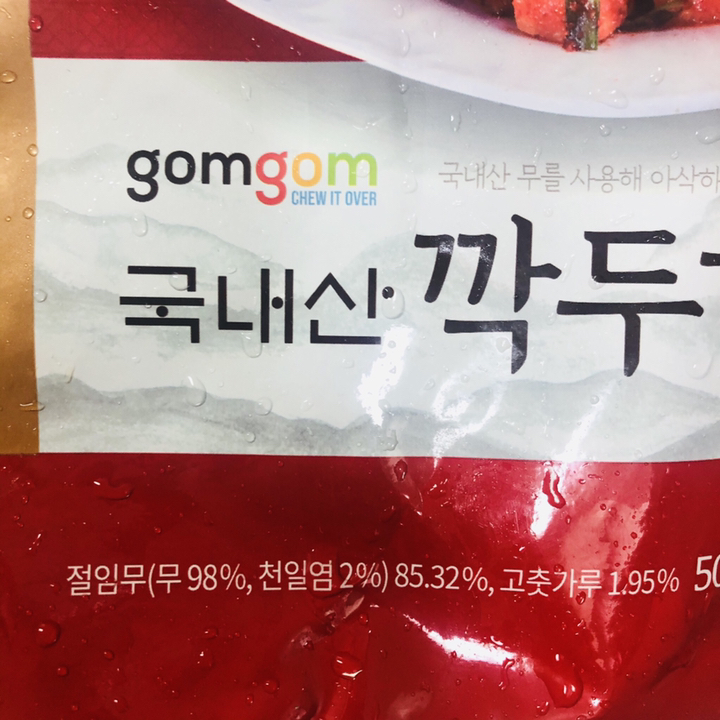 gomgom
CHEW IT OVER
국내산 무를 사용해 아삭하
국내산 깍두
절임무(무 98%, 천일염 2%) 85.32%, 고춧가루 1.95% 50